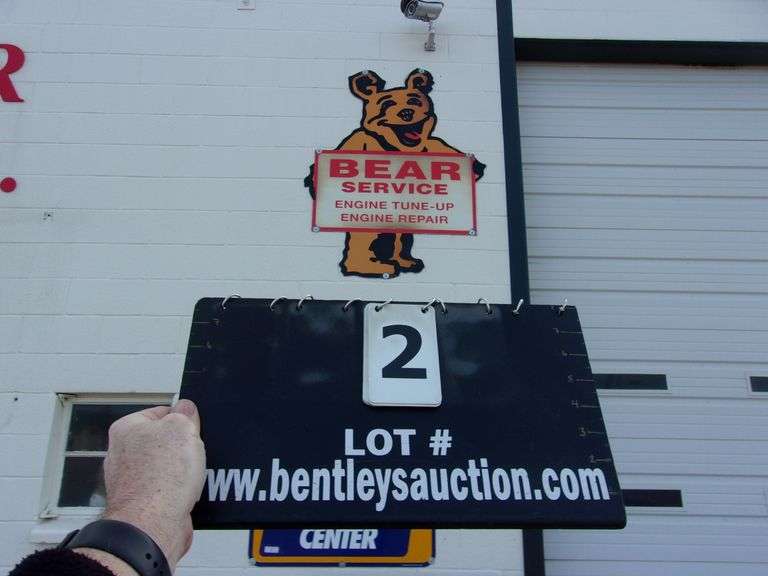 R
BEAR
SERVICE
ENGINE TUNE-UP
ENGINE REPAIR
2
LOT #
www.bentleysauction.com
CENTER